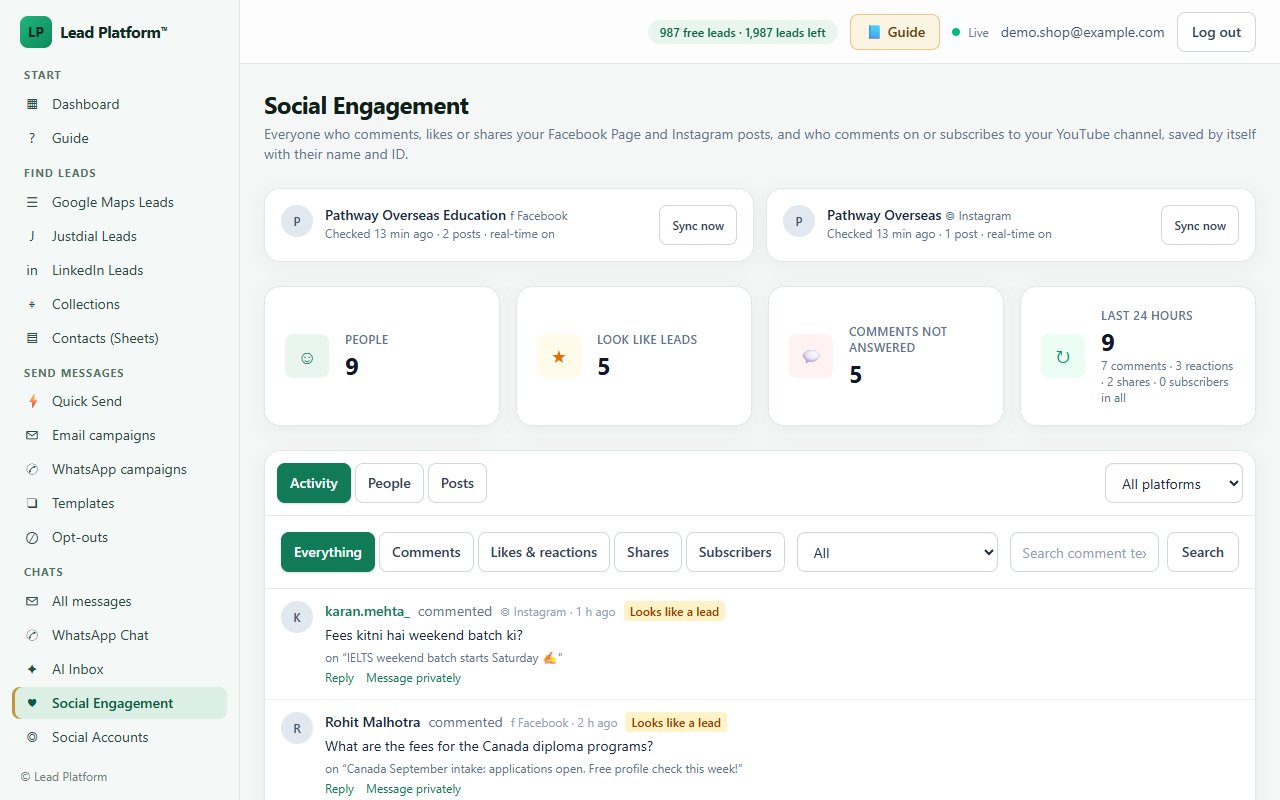 LP Lead Platform™
987 free leads · 1,987 leads left
📘 Guide
Live
demo.shop@example.com
Log out
START
Dashboard
? Guide
FIND LEADS
Google Maps Leads
J Justdial Leads
in LinkedIn Leads
Collections
Contacts (Sheets)
SEND MESSAGES
Quick Send
Email campaigns
WhatsApp campaigns
Templates
Opt-outs
CHATS
All messages
WhatsApp Chat
AI Inbox
Social Engagement
Social Accounts
© Lead Platform
Social Engagement
Everyone who comments, likes or shares your Facebook Page and Instagram posts, and who comments on or subscribes to your YouTube channel, saved by itself
with their name and ID.
P
Pathway Overseas Education f Facebook
Checked 13 min ago · 2 posts · real-time on
Sync now
P
Pathway Overseas ◎ Instagram
Checked 13 min ago · 1 post · real-time on
Sync now
PEOPLE
9
LOOK LIKE LEADS
5
COMMENTS NOT
ANSWERED
5
LAST 24 HOURS
9
7 comments · 3 reactions
· 2 shares · 0 subscribers
in all
Activity
People
Posts
All platforms
Everything
Comments
Likes & reactions
Shares
Subscribers
All
Search comment tex
Search
K
karan.mehta_ commented ◎ Instagram · 1 h ago Looks like a lead
Fees kitni hai weekend batch ki?
on “IELTS weekend batch starts Saturday ✍️”
Reply Message privately
R
Rohit Malhotra commented f Facebook · 2 h ago Looks like a lead
What are the fees for the Canada diploma programs?
on “Canada September intake: applications open. Free profile check this week!”
Reply Message privately